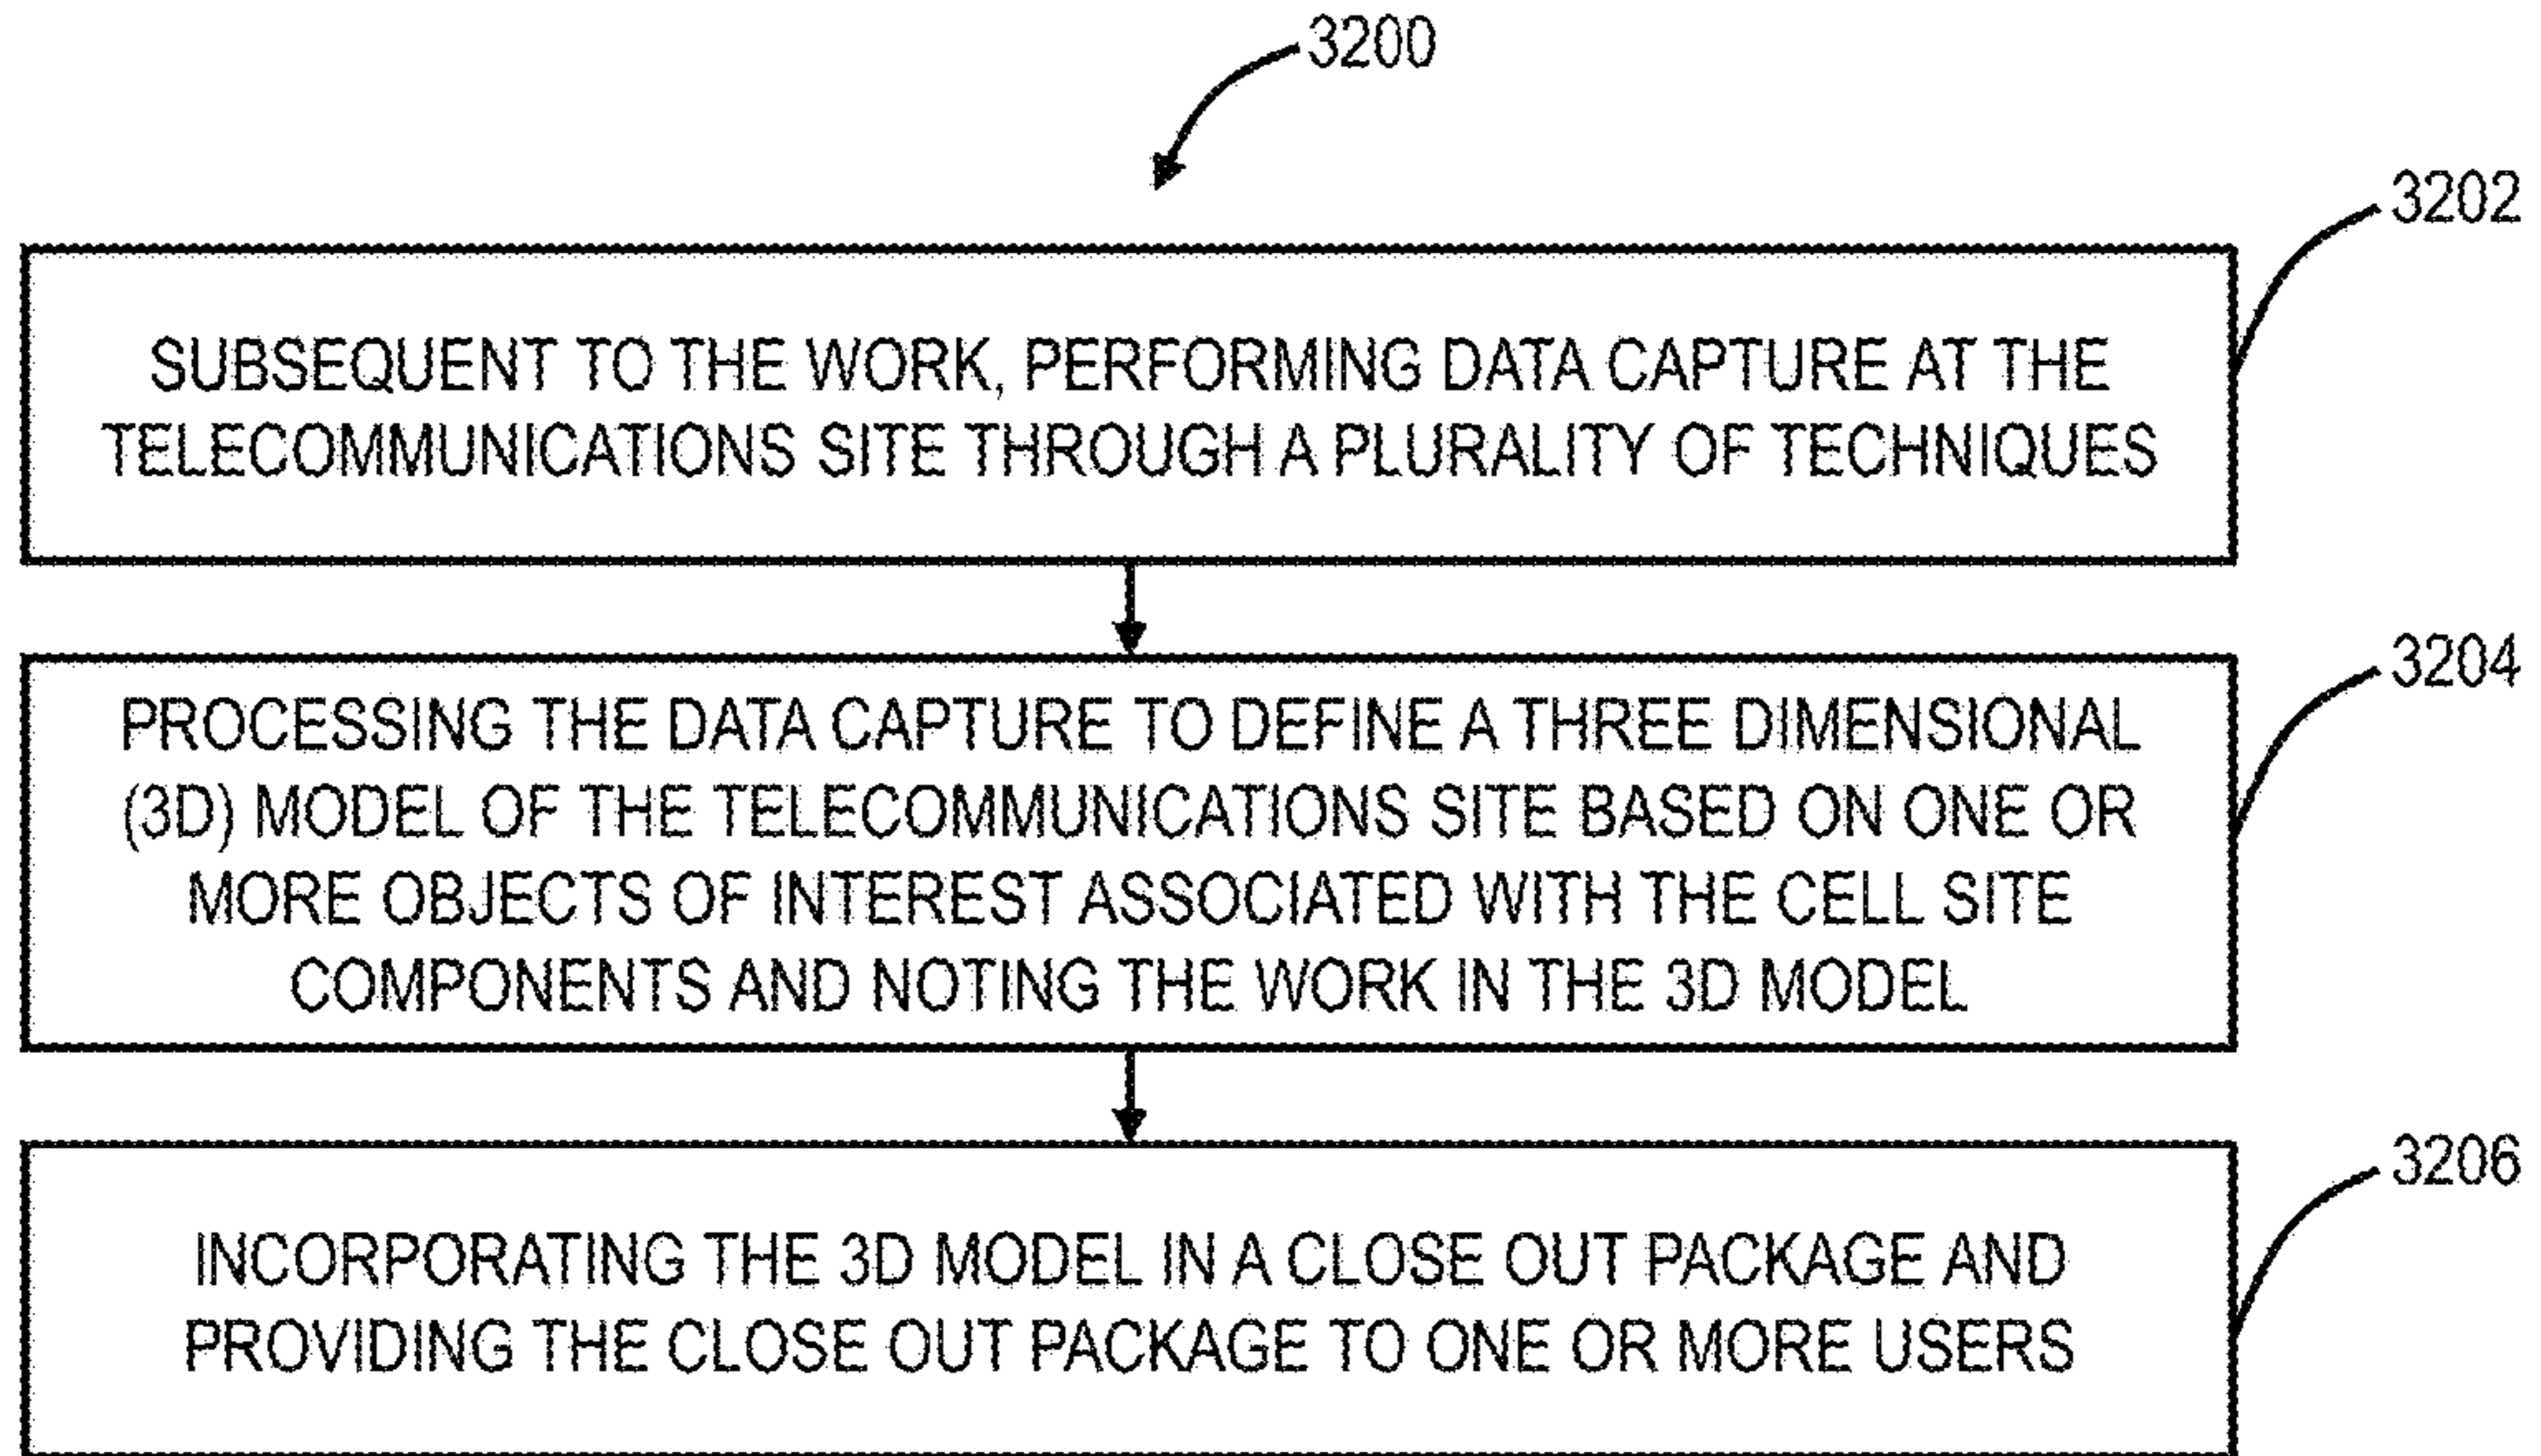 3200
3202
SUBSEQUENT TO THE WORK, PERFORMING DATA CAPTURE AT THE
TELECOMMUNICATIONS SITE THROUGH A PLURALITY OF TECHNIQUES
3204
PROCESSING THE DATA CAPTURE TO DEFINE A THREE DIMENSIONAL
(3D) MODEL OF THE TELECOMMUNICATIONS SITE BASED ON ONE OR
MORE OBJECTS OF INTEREST ASSOCIATED WITH THE CELL SITE
COMPONENTS AND NOTING THE WORK IN THE 3D MODEL
3206
INCORPORATING THE 3D MODEL IN A CLOSE OUT PACKAGE AND
PROVIDING THE CLOSE OUT PACKAGE TO ONE OR MORE USERS